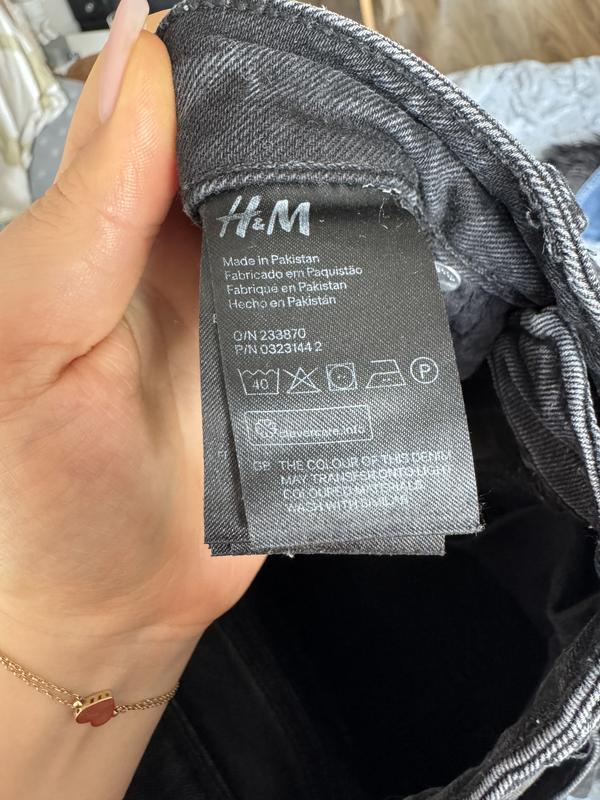 H&M
Made in Pakistan
Fabricado em Paquistão
Fabriqué en Pakistan
Hecho en Pakistán
O/N 233870
P/N 0323144 2
40 P
clevercare.info
GB THE COLOUR OF THIS DENIM
MAY TRANSFER ONTO LIGHT
COLOURED MATERIALS.
WASH WITH SIMILAR